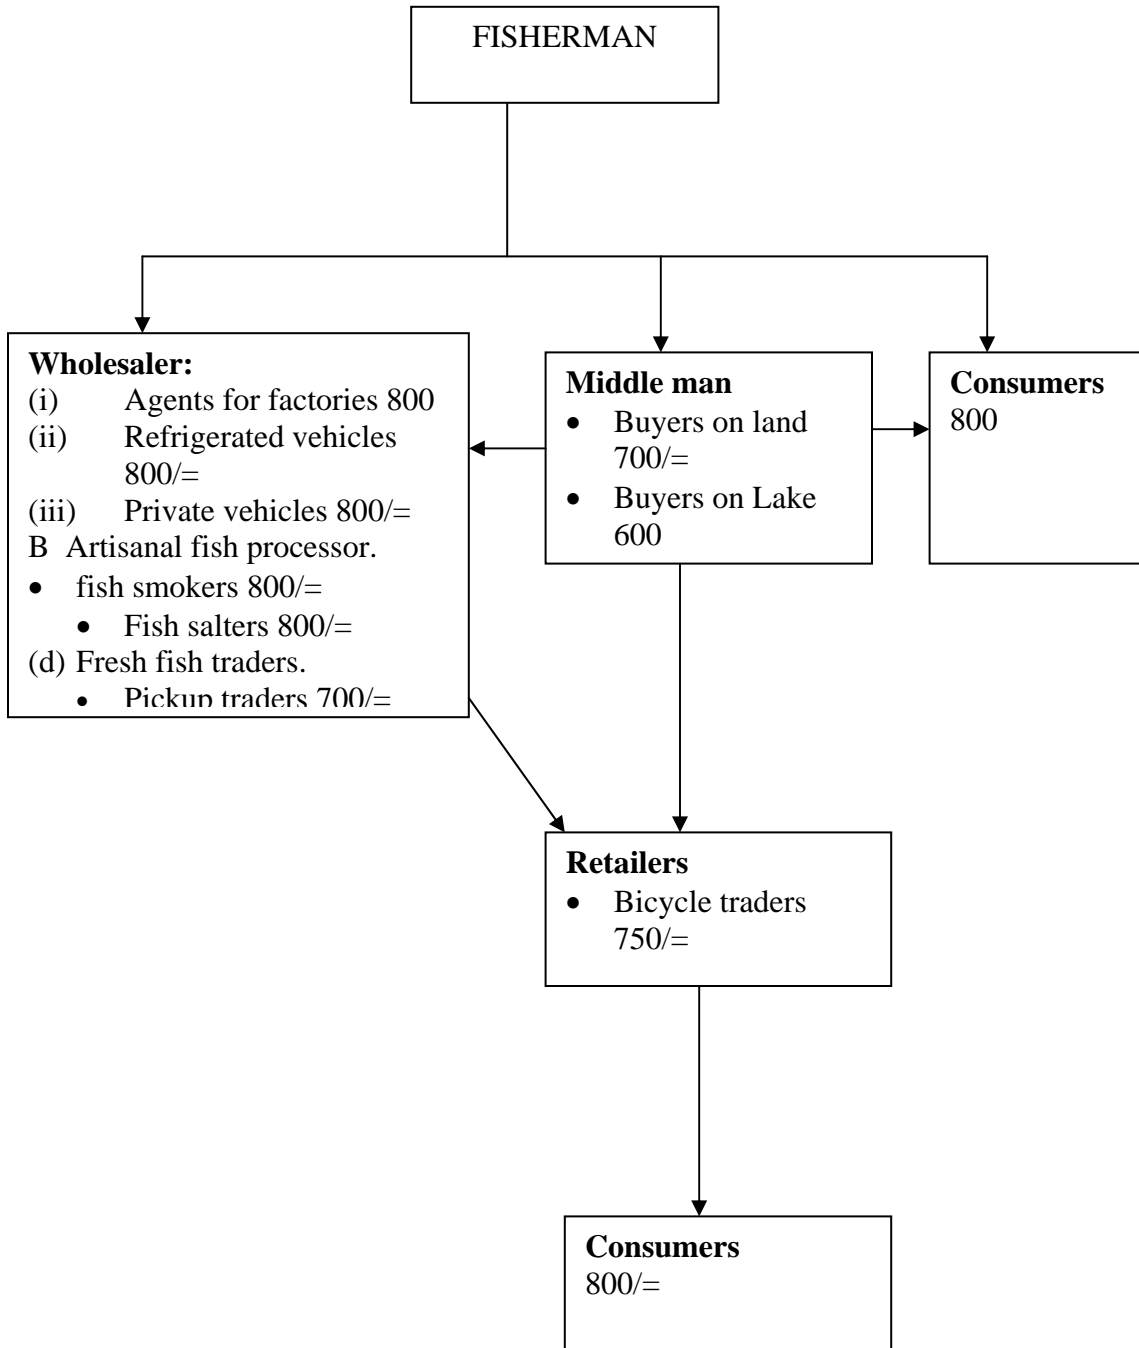 FISHERMAN
Wholesaler:
(i) Agents for factories 800
(ii) Refrigerated vehicles
800/=
(iii) Private vehicles 800/=
B Artisanal fish processor.
• fish smokers 800/=
• Fish salters 800/=
(d) Fresh fish traders.
• Pickup traders 700/=
Middle man
• Buyers on land
700/=
• Buyers on Lake
600
Consumers
800
Retailers
• Bicycle traders
750/=
Consumers
800/=